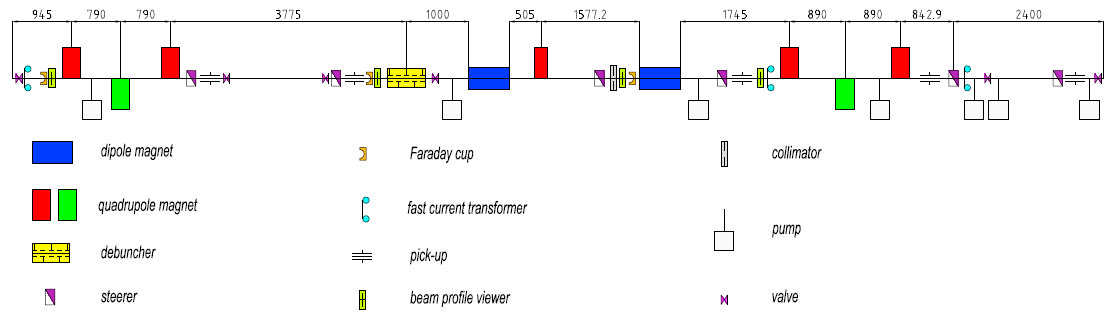 945 790 790 3775 1000 505 1577.2 1745 890 890 842.9 2400
dipole magnet
Faraday cup
collimator
quadrupole magnet
fast current transformer
pump
debuncher
pick-up
steerer
beam profile viewer
valve